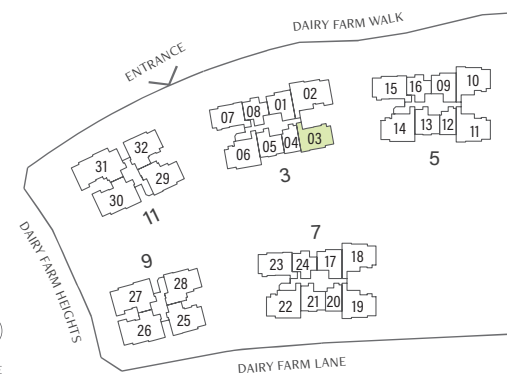 DAIRY FARM WALK
ENTRANCE
07 08 01 02
06 05 04 03
3
15 16 09 10
14 13 12 11
5
31 32
30 29
11
9
27 28
26 25
7
23 24 17 18
22 21 20 19
DAIRY FARM HEIGHTS
DAIRY FARM LANE